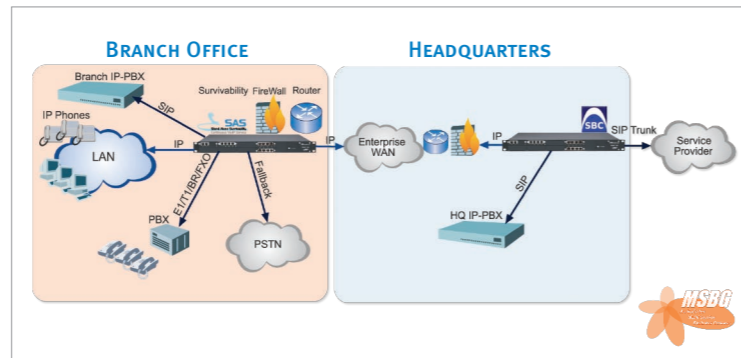 BRANCH OFFICE
HEADQUARTERS
Branch IP-PBX
Survivability
FireWall
Router
SIP
SAS
IP Phones
LAN
IP
IP
Enterprise
WAN
IP
SBC
SIP Trunk
Service
Provider
E1/T1/BR/FXO
Fallback
PBX
PSTN
SIP
HQ IP-PBX
MSBG